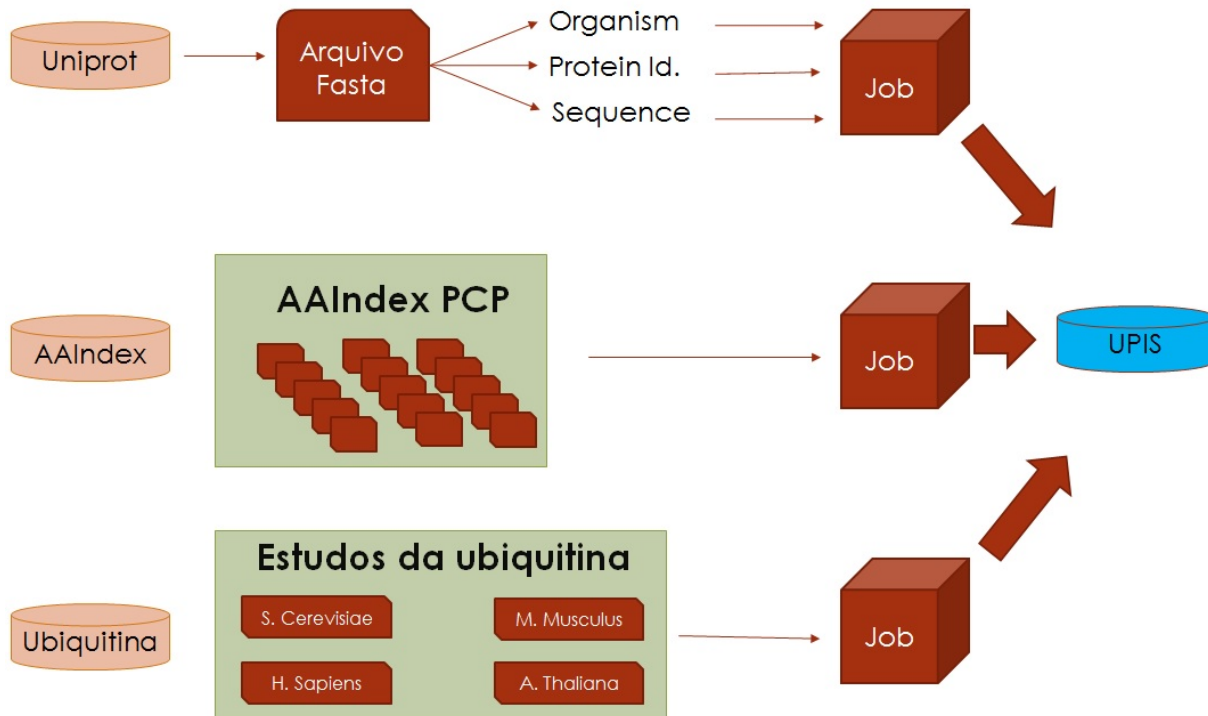 Uniprot
Arquivo
Fasta
Organism
Protein Id.
Sequence
Job
AAIndex
AAIndex PCP
Job
UPIS
Ubiquitina
Estudos da ubiquitina
S. Cerevisiae
M. Musculus
H. Sapiens
A. Thaliana
Job